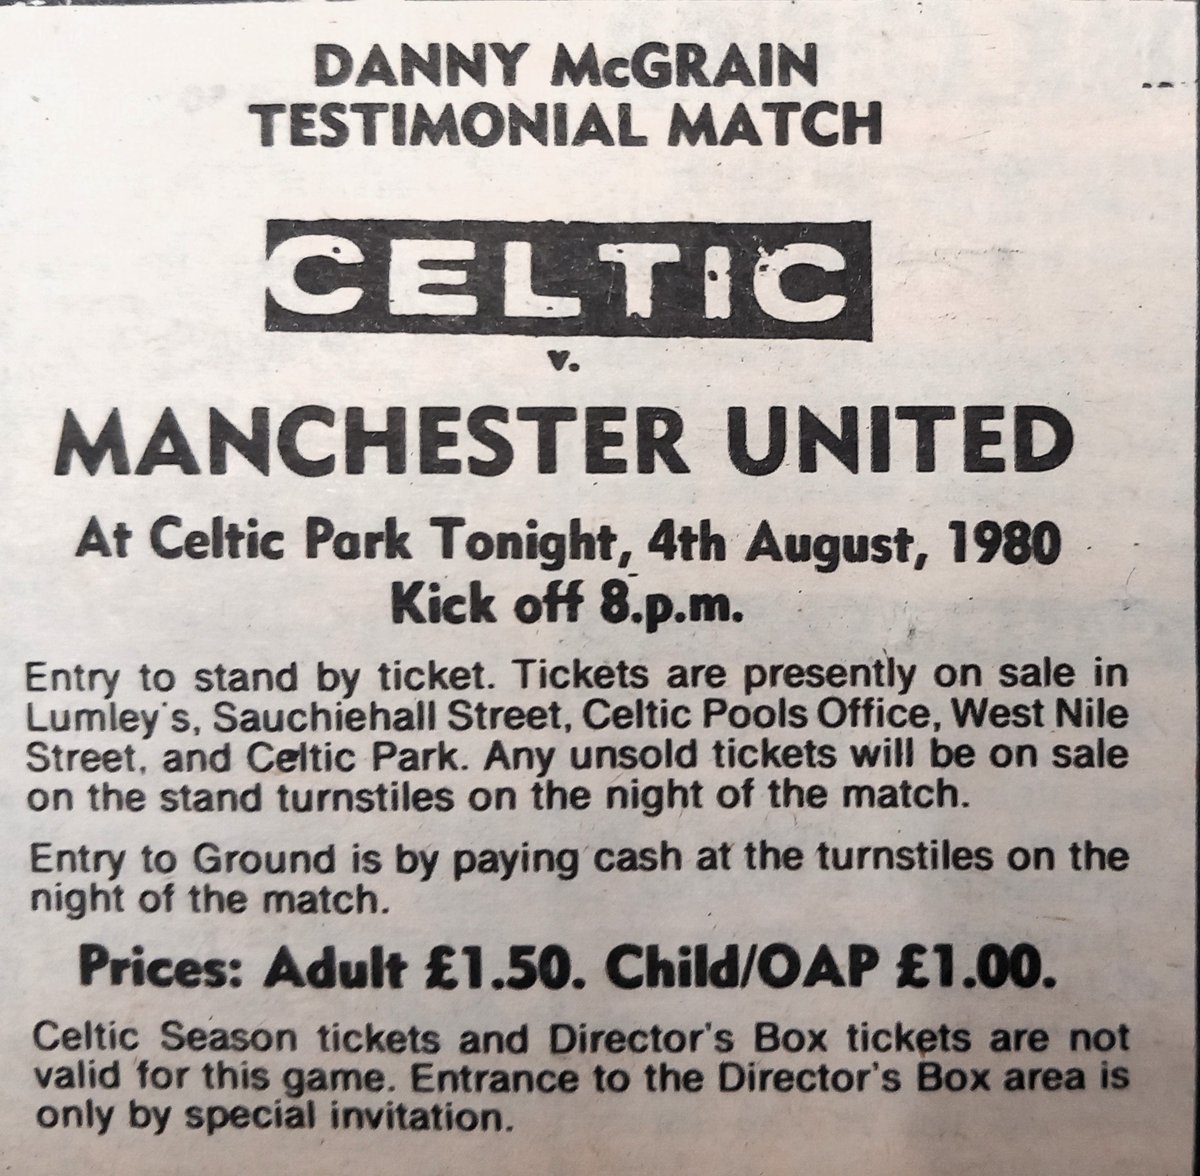 DANNY McGRAIN
TESTIMONIAL MATCH
CELTIC
v.
MANCHESTER UNITED
At Celtic Park Tonight, 4th August, 1980
Kick off 8.p.m.
Entry to stand by ticket. Tickets are presently on sale in
Lumley's, Sauchiehall Street, Celtic Pools Office, West Nile
Street, and Celtic Park. Any unsold tickets will be on sale
on the stand turnstiles on the night of the match.
Entry to Ground is by paying cash at the turnstiles on the
night of the match.
Prices: Adult £1.50. Child/OAP £1.00.
Celtic Season tickets and Director's Box tickets are not
valid for this game. Entrance to the Director's Box area is
only by special invitation.